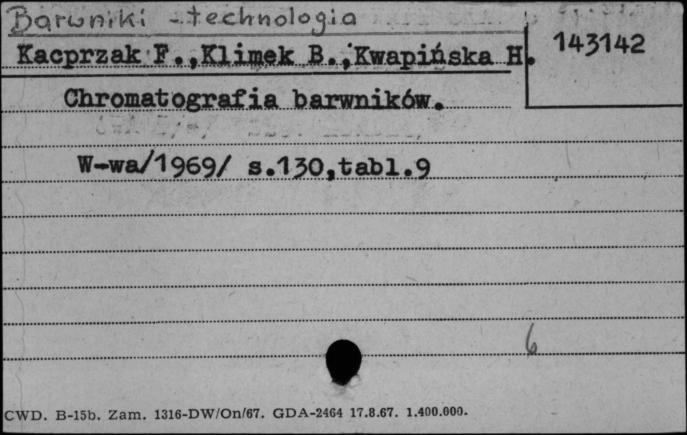 Barwniki - technologia
Kacprzak F., Klimek B., Kwapińska H.
143142
Chromatografia barwników.
W-wa/1969/ s.130,tabl.9
6
CWD. B-15b. Zam. 1316-DW/On/67. GDA-2464 17.8.67. 1.400.000.